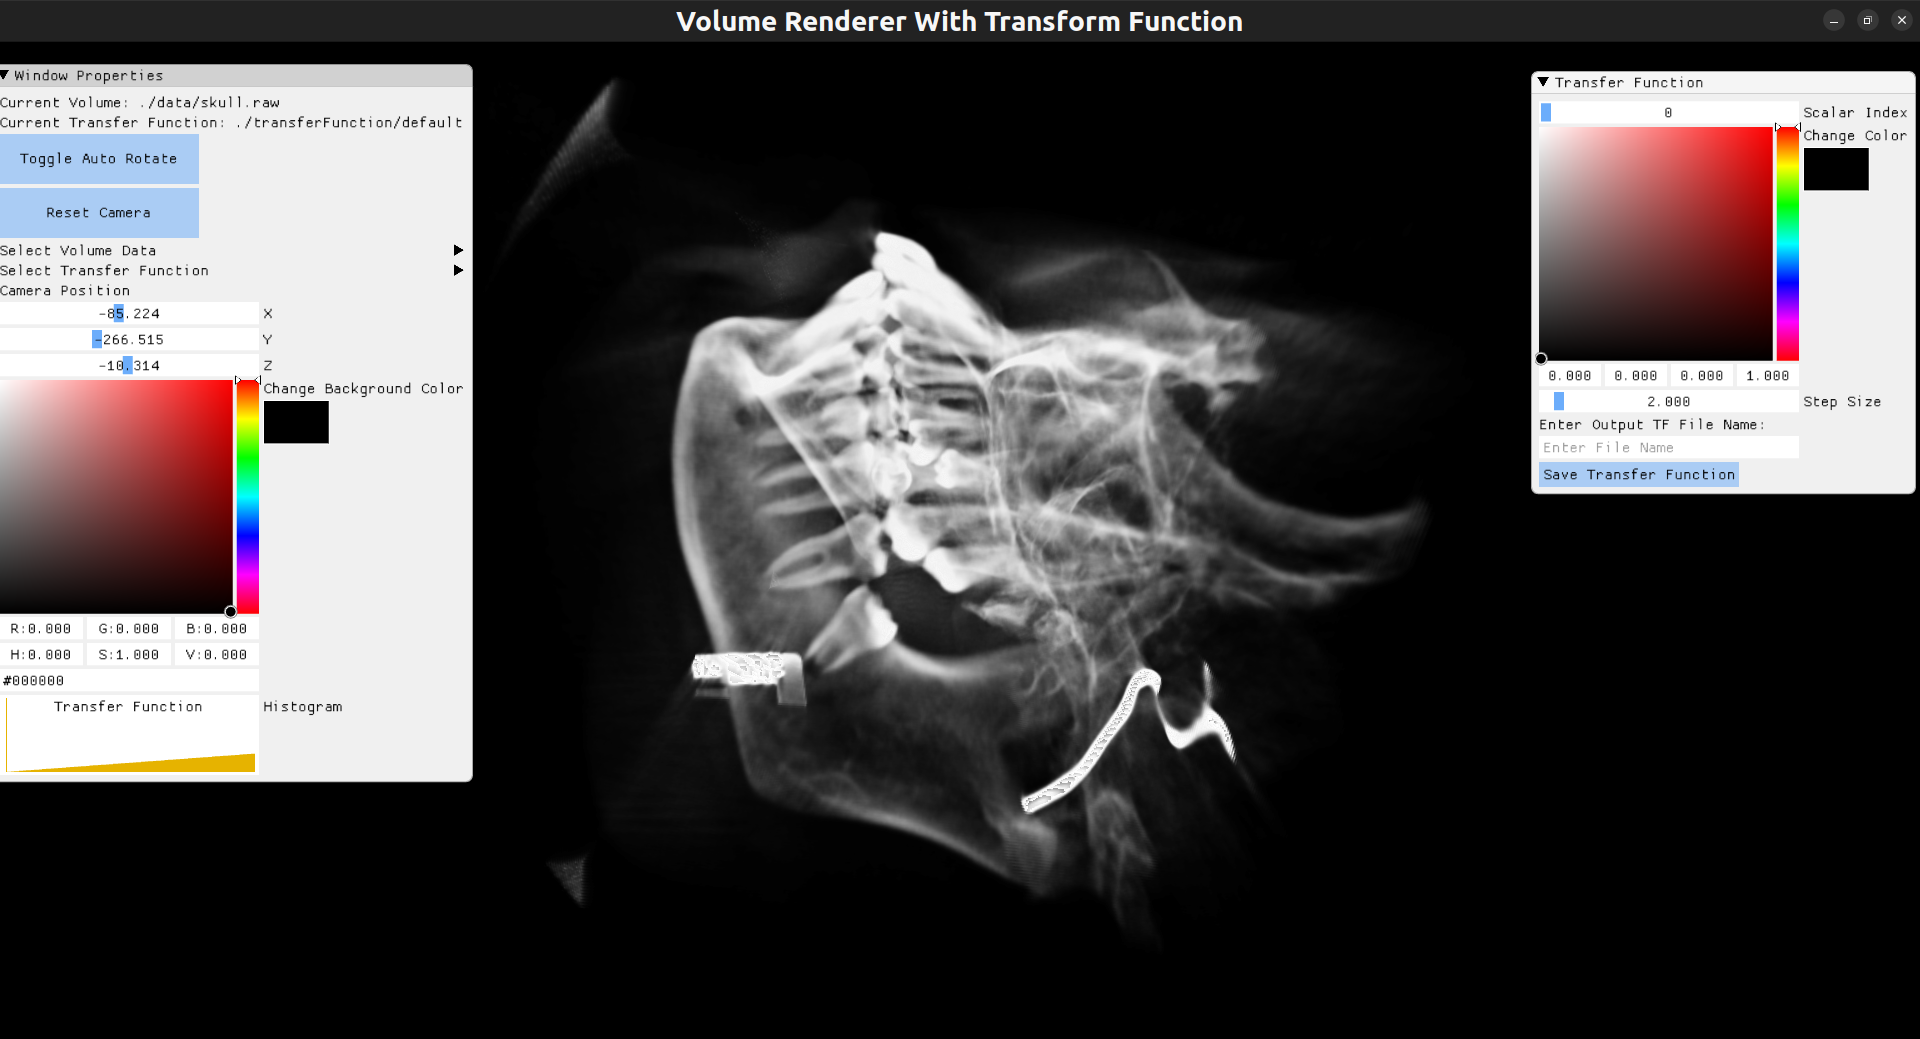 Volume Renderer With Transform Function
Window Properties
Current Volume: ./data/skull.raw
Current Transfer Function: ./transferFunction/default
Toggle Auto Rotate
Reset Camera
Select Volume Data
Select Transfer Function
Camera Position
-85.224 X
-266.515 Y
-10.314 Z
Change Background Color
R:0.000 G:0.000 B:0.000
H:0.000 S:1.000 V:0.000
#000000
Transfer Function Histogram
Transfer Function
0 Scalar Index
Change Color
0.000 0.000 0.000 1.000
2.000 Step Size
Enter Output TF File Name:
Enter File Name
Save Transfer Function